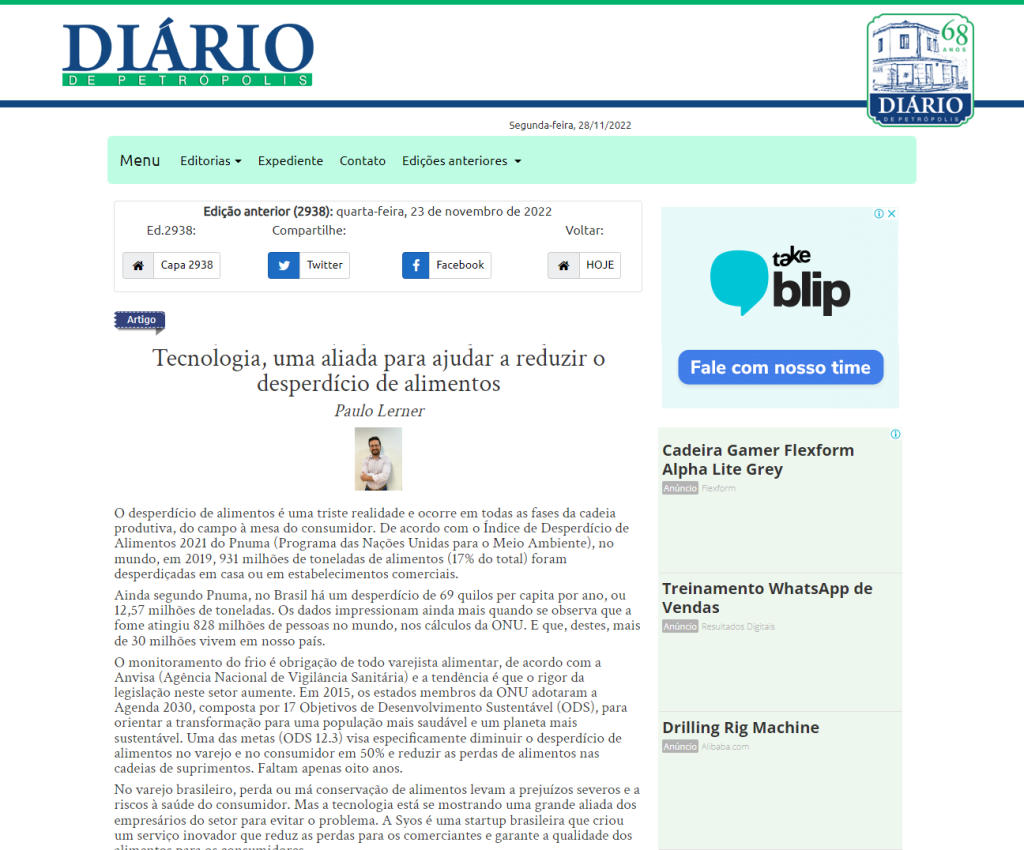 DIÁRIO
DE PETRÓPOLIS
68
ANOS
DIÁRIO
DE PETRÓPOLIS
Segunda-feira, 28/11/2022
Menu Editorias Expediente Contato Edições anteriores
Edição anterior (2938): quarta-feira, 23 de novembro de 2022
Ed.2938: Compartilhe: Voltar:
Capa 2938 Twitter Facebook HOJE
Artigo
Tecnologia, uma aliada para ajudar a reduzir o
desperdício de alimentos
Paulo Lerner
O desperdício de alimentos é uma triste realidade e ocorre em todas as fases da cadeia
produtiva, do campo à mesa do consumidor. De acordo com o Índice de Desperdício de
Alimentos 2021 do Pnuma (Programa das Nações Unidas para o Meio Ambiente), no
mundo, em 2019, 931 milhões de toneladas de alimentos (17% do total) foram
desperdiçadas em casa ou em estabelecimentos comerciais.
Ainda segundo Pnuma, no Brasil há um desperdício de 69 quilos per capita por ano, ou
12,57 milhões de toneladas. Os dados impressionam ainda mais quando se observa que a
fome atingiu 828 milhões de pessoas no mundo, nos cálculos da ONU. E que, destes, mais
de 30 milhões vivem em nosso país.
O monitoramento do frio é obrigação de todo varejista alimentar, de acordo com a
Anvisa (Agência Nacional de Vigilância Sanitária) e a tendência é que o rigor da
legislação neste setor aumente. Em 2015, os estados membros da ONU adotaram a
Agenda 2030, composta por 17 Objetivos de Desenvolvimento Sustentável (ODS), para
orientar a transformação para uma população mais saudável e um planeta mais
sustentável. Uma das metas (ODS 12.3) visa especificamente diminuir o desperdício de
alimentos no varejo e no consumidor em 50% e reduzir as perdas de alimentos nas
cadeias de suprimentos. Faltam apenas oito anos.
No varejo brasileiro, perda ou má conservação de alimentos levam a prejuízos severos e a
riscos à saúde do consumidor. Mas a tecnologia está se mostrando uma grande aliada dos
empresários do setor para evitar o problema. A Syos é uma startup brasileira que criou
um serviço inovador que reduz as perdas para os comerciantes e garante a qualidade dos
alimentos para os consumidores.
take
blip
Fale com nosso time
Cadeira Gamer Flexform
Alpha Lite Grey
Anúncio Flexform
Treinamento WhatsApp de
Vendas
Anúncio Resultados Digitais
Drilling Rig Machine
Anúncio Alibaba.com